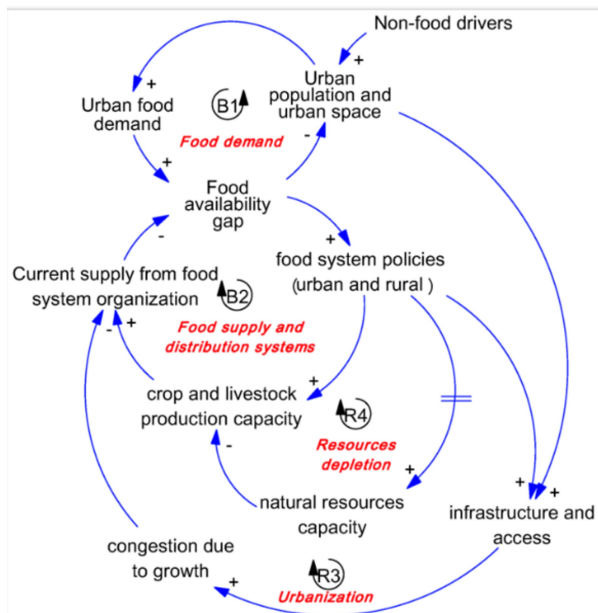 Non-food drivers
+
+
Urban
population and
urban space
Urban food
demand
B1
Food demand
-
+
Food
availability
gap
-
+
food system policies
(urban and rural )
Current supply from food
system organization
B2
- +
Food supply and
distribution systems
+
crop and livestock
production capacity
R4
Resources
depletion
-
+
+ +
natural resources
capacity
infrastructure and
access
congestion due
to growth
+
R3
Urbanization